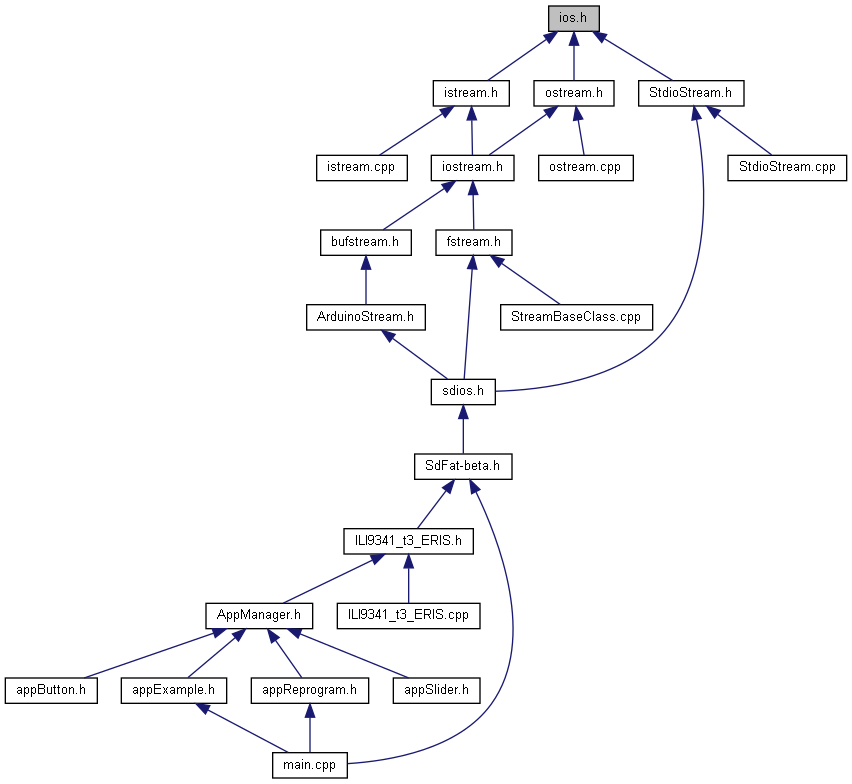 ios.h
istream.h
ostream.h
StdioStream.h
istream.cpp
iostream.h
ostream.cpp
StdioStream.cpp
bufstream.h
fstream.h
ArduinoStream.h
StreamBaseClass.cpp
sdios.h
SdFat-beta.h
ILI9341_t3_ERIS.h
AppManager.h
ILI9341_t3_ERIS.cpp
appButton.h
appExample.h
appReprogram.h
appSlider.h
main.cpp